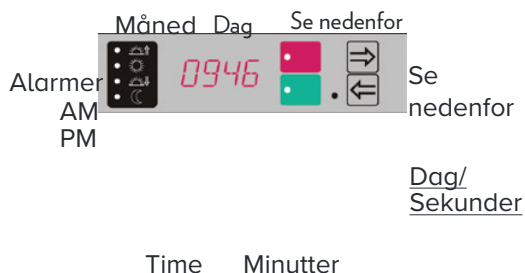 Måned Dag Se nedenfor
0946
Alarmer
AM
PM
Se
nedenfor
Dag/
Sekunder
Time Minutter